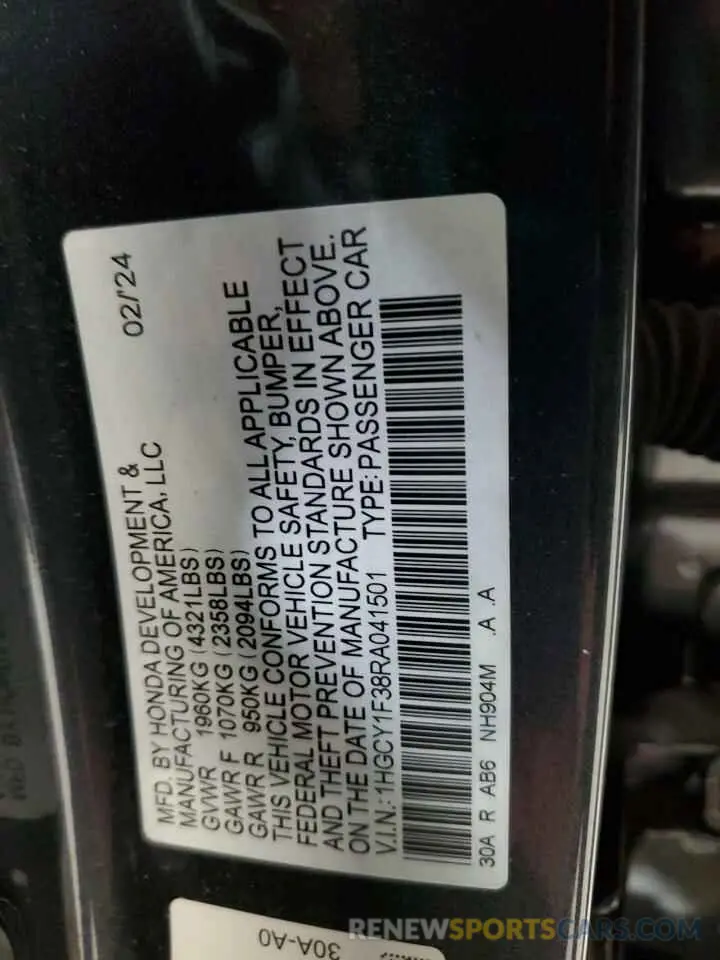 MFD. BY HONDA DEVELOPMENT & 02/'24
MANUFACTURING OF AMERICA, LLC
GVWR 1960KG (4321LBS)
GAWR F 1070KG (2358LBS)
GAWR R 950KG (2094LBS)
THIS VEHICLE CONFORMS TO ALL APPLICABLE
FEDERAL MOTOR VEHICLE SAFETY, BUMPER,
AND THEFT PREVENTION STANDARDS IN EFFECT
ON THE DATE OF MANUFACTURE SHOWN ABOVE.
V.I.N.: 1HGCY1F38RA041501 TYPE: PASSENGER CAR
30A R AB6 NH904M .A .A
30A-A0
RENEWSPORTSCARS.COM